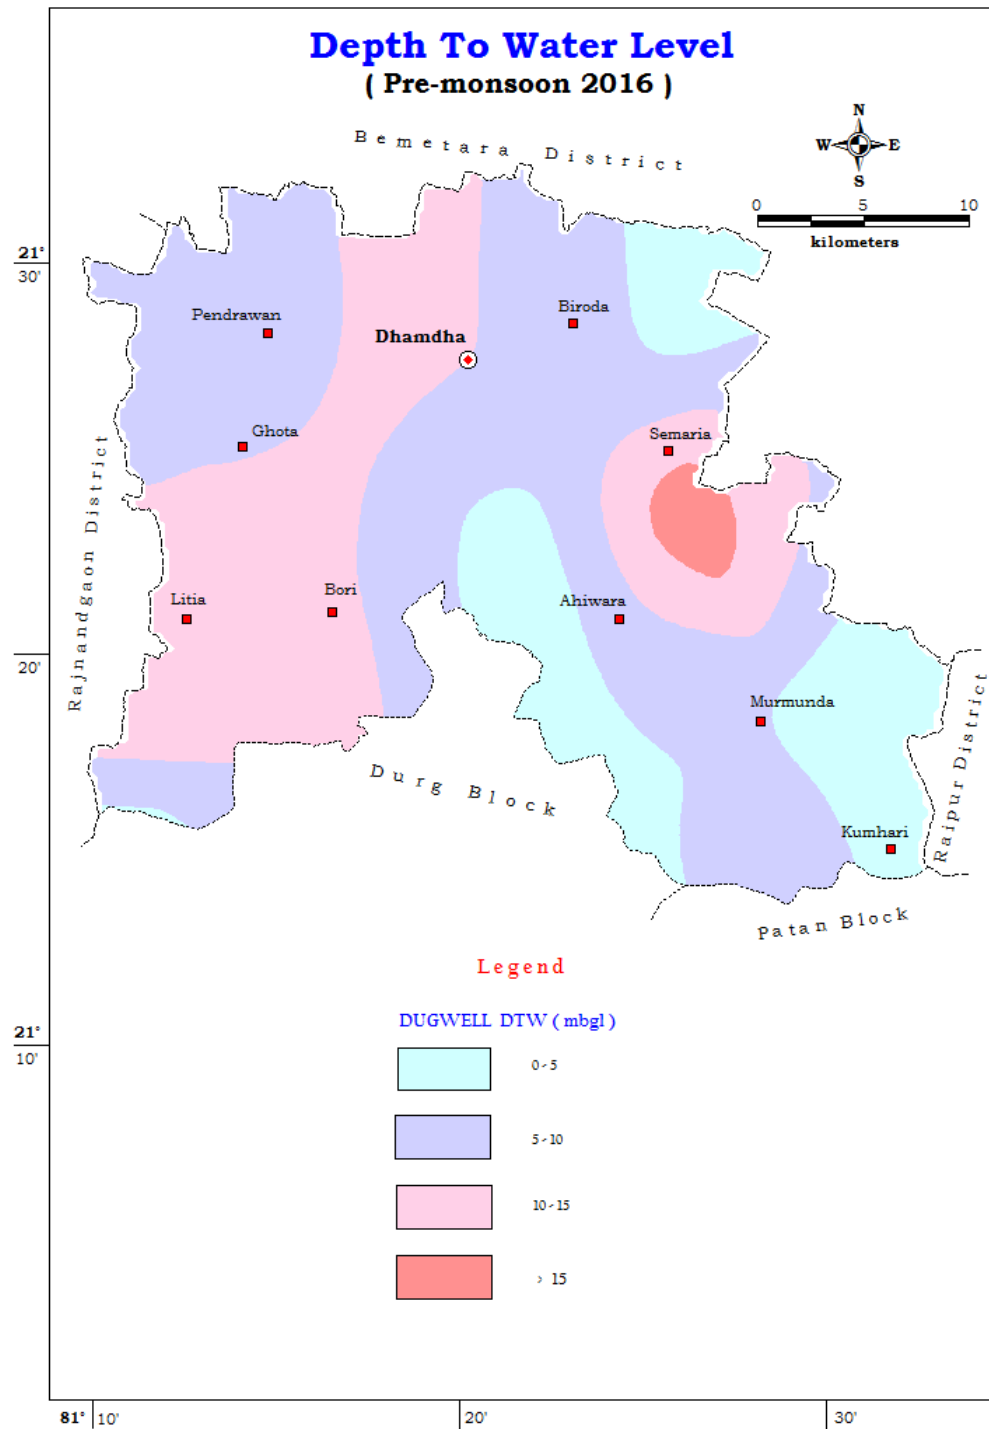 Depth To Water Level
( Pre-monsoon 2016 )
N
W E
S
Bemetara District
0 5 10
kilometers
21°
30'
Pendrawan
Biroda
Dhamdha
Ghota
Semaria
Rajnandgaon District
Litia
Bori
Ahiwara
20'
Murmunda
Raipur District
Durg Block
Kumhari
Patan Block
Legend
DUGWELL DTW ( mbgl )
21°
10'
0 - 5
5 - 10
10 - 15
> 15
81° 10' 20' 30'